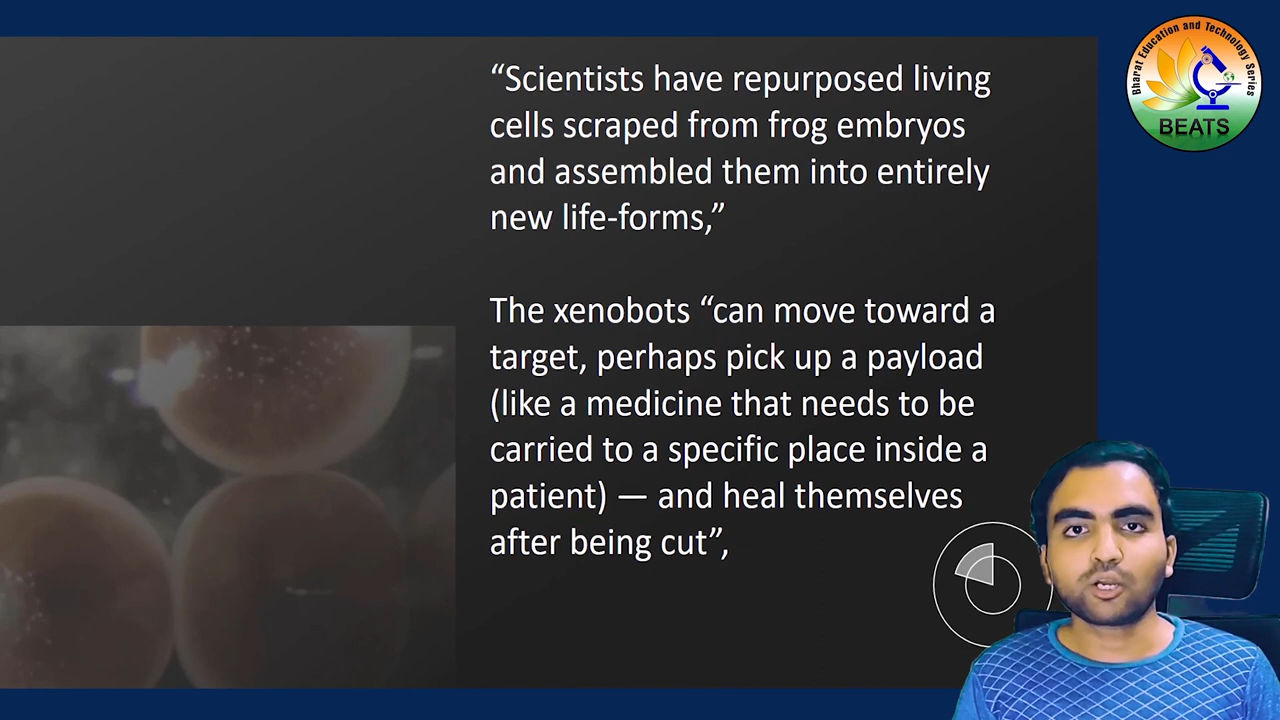 “Scientists have repurposed living
cells scraped from frog embryos
and assembled them into entirely
new life-forms,”
The xenobots “can move toward a
target, perhaps pick up a payload
(like a medicine that needs to be
carried to a specific place inside a
patient) — and heal themselves
after being cut”,
Bharat Education and Technology Series
BEATS